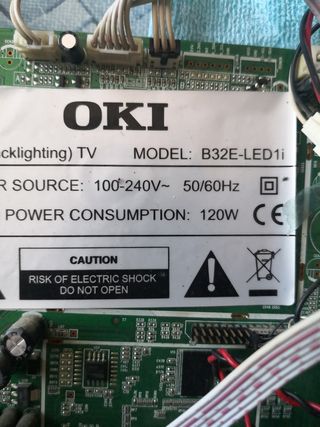 OKI
cklighting) TV MODEL: B32E-LED1i
R SOURCE: 100-240V~ 50/60Hz
POWER CONSUMPTION: 120W CE
CAUTION
RISK OF ELECTRIC SHOCK
DO NOT OPEN